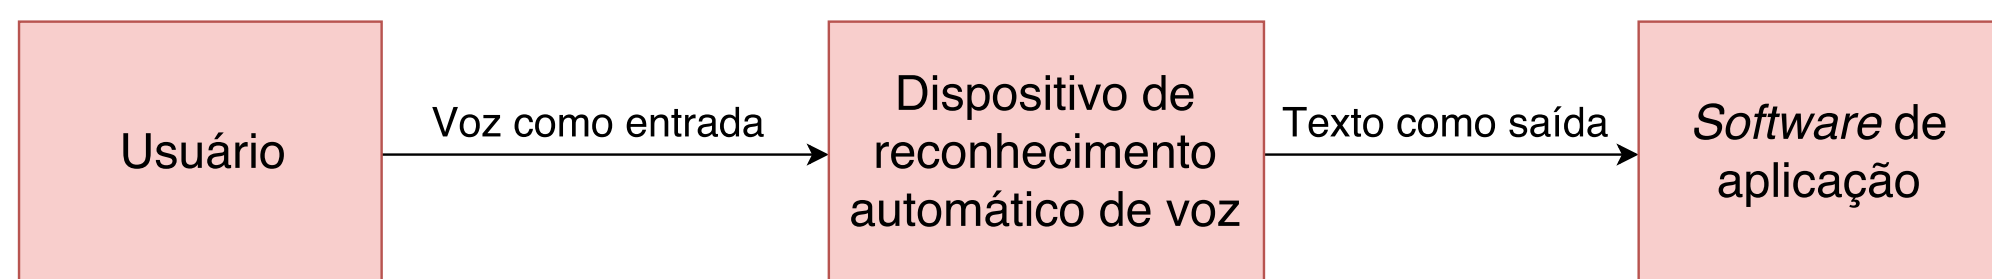 Usuário
Voz como entrada
Dispositivo de
reconhecimento
automático de voz
Texto como saída
Software de
aplicação